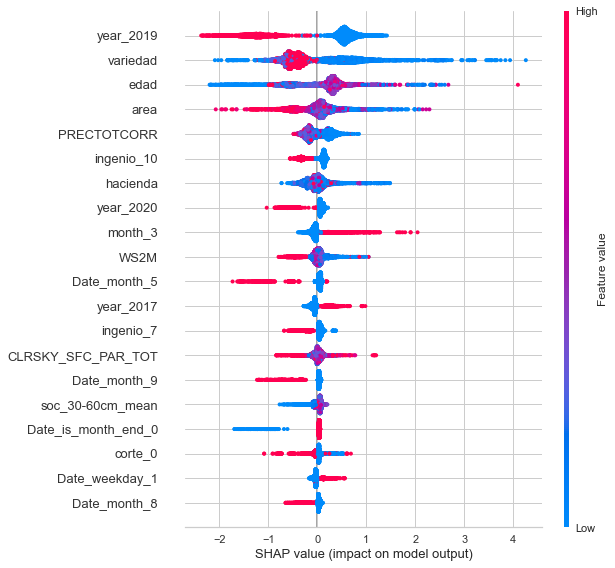 High
year_2019
variedad
edad
area
PRECTOTCORR
ingenio_10
hacienda
year_2020
month_3
WS2M
Date_month_5
year_2017
ingenio_7
CLRSKY_SFC_PAR_TOT
Date_month_9
soc_30-60cm_mean
Date_is_month_end_0
corte_0
Date_weekday_1
Date_month_8
Feature value
Low
−2 −1 0 1 2 3 4
SHAP value (impact on model output)